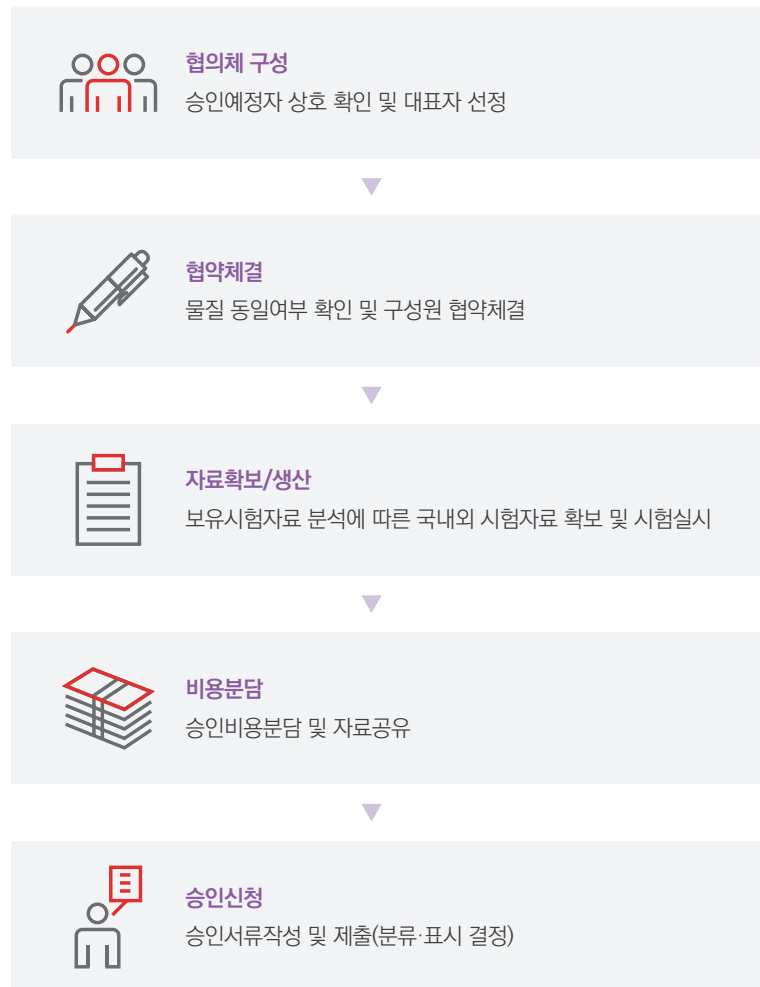 협의체 구성
승인예정자 상호 확인 및 대표자 선정
협약체결
물질 동일여부 확인 및 구성원 협약체결
자료확보/생산
보유시험자료 분석에 따른 국내외 시험자료 확보 및 시험실시
비용분담
승인비용분담 및 자료공유
승인신청
승인서류작성 및 제출(분류·표시 결정)